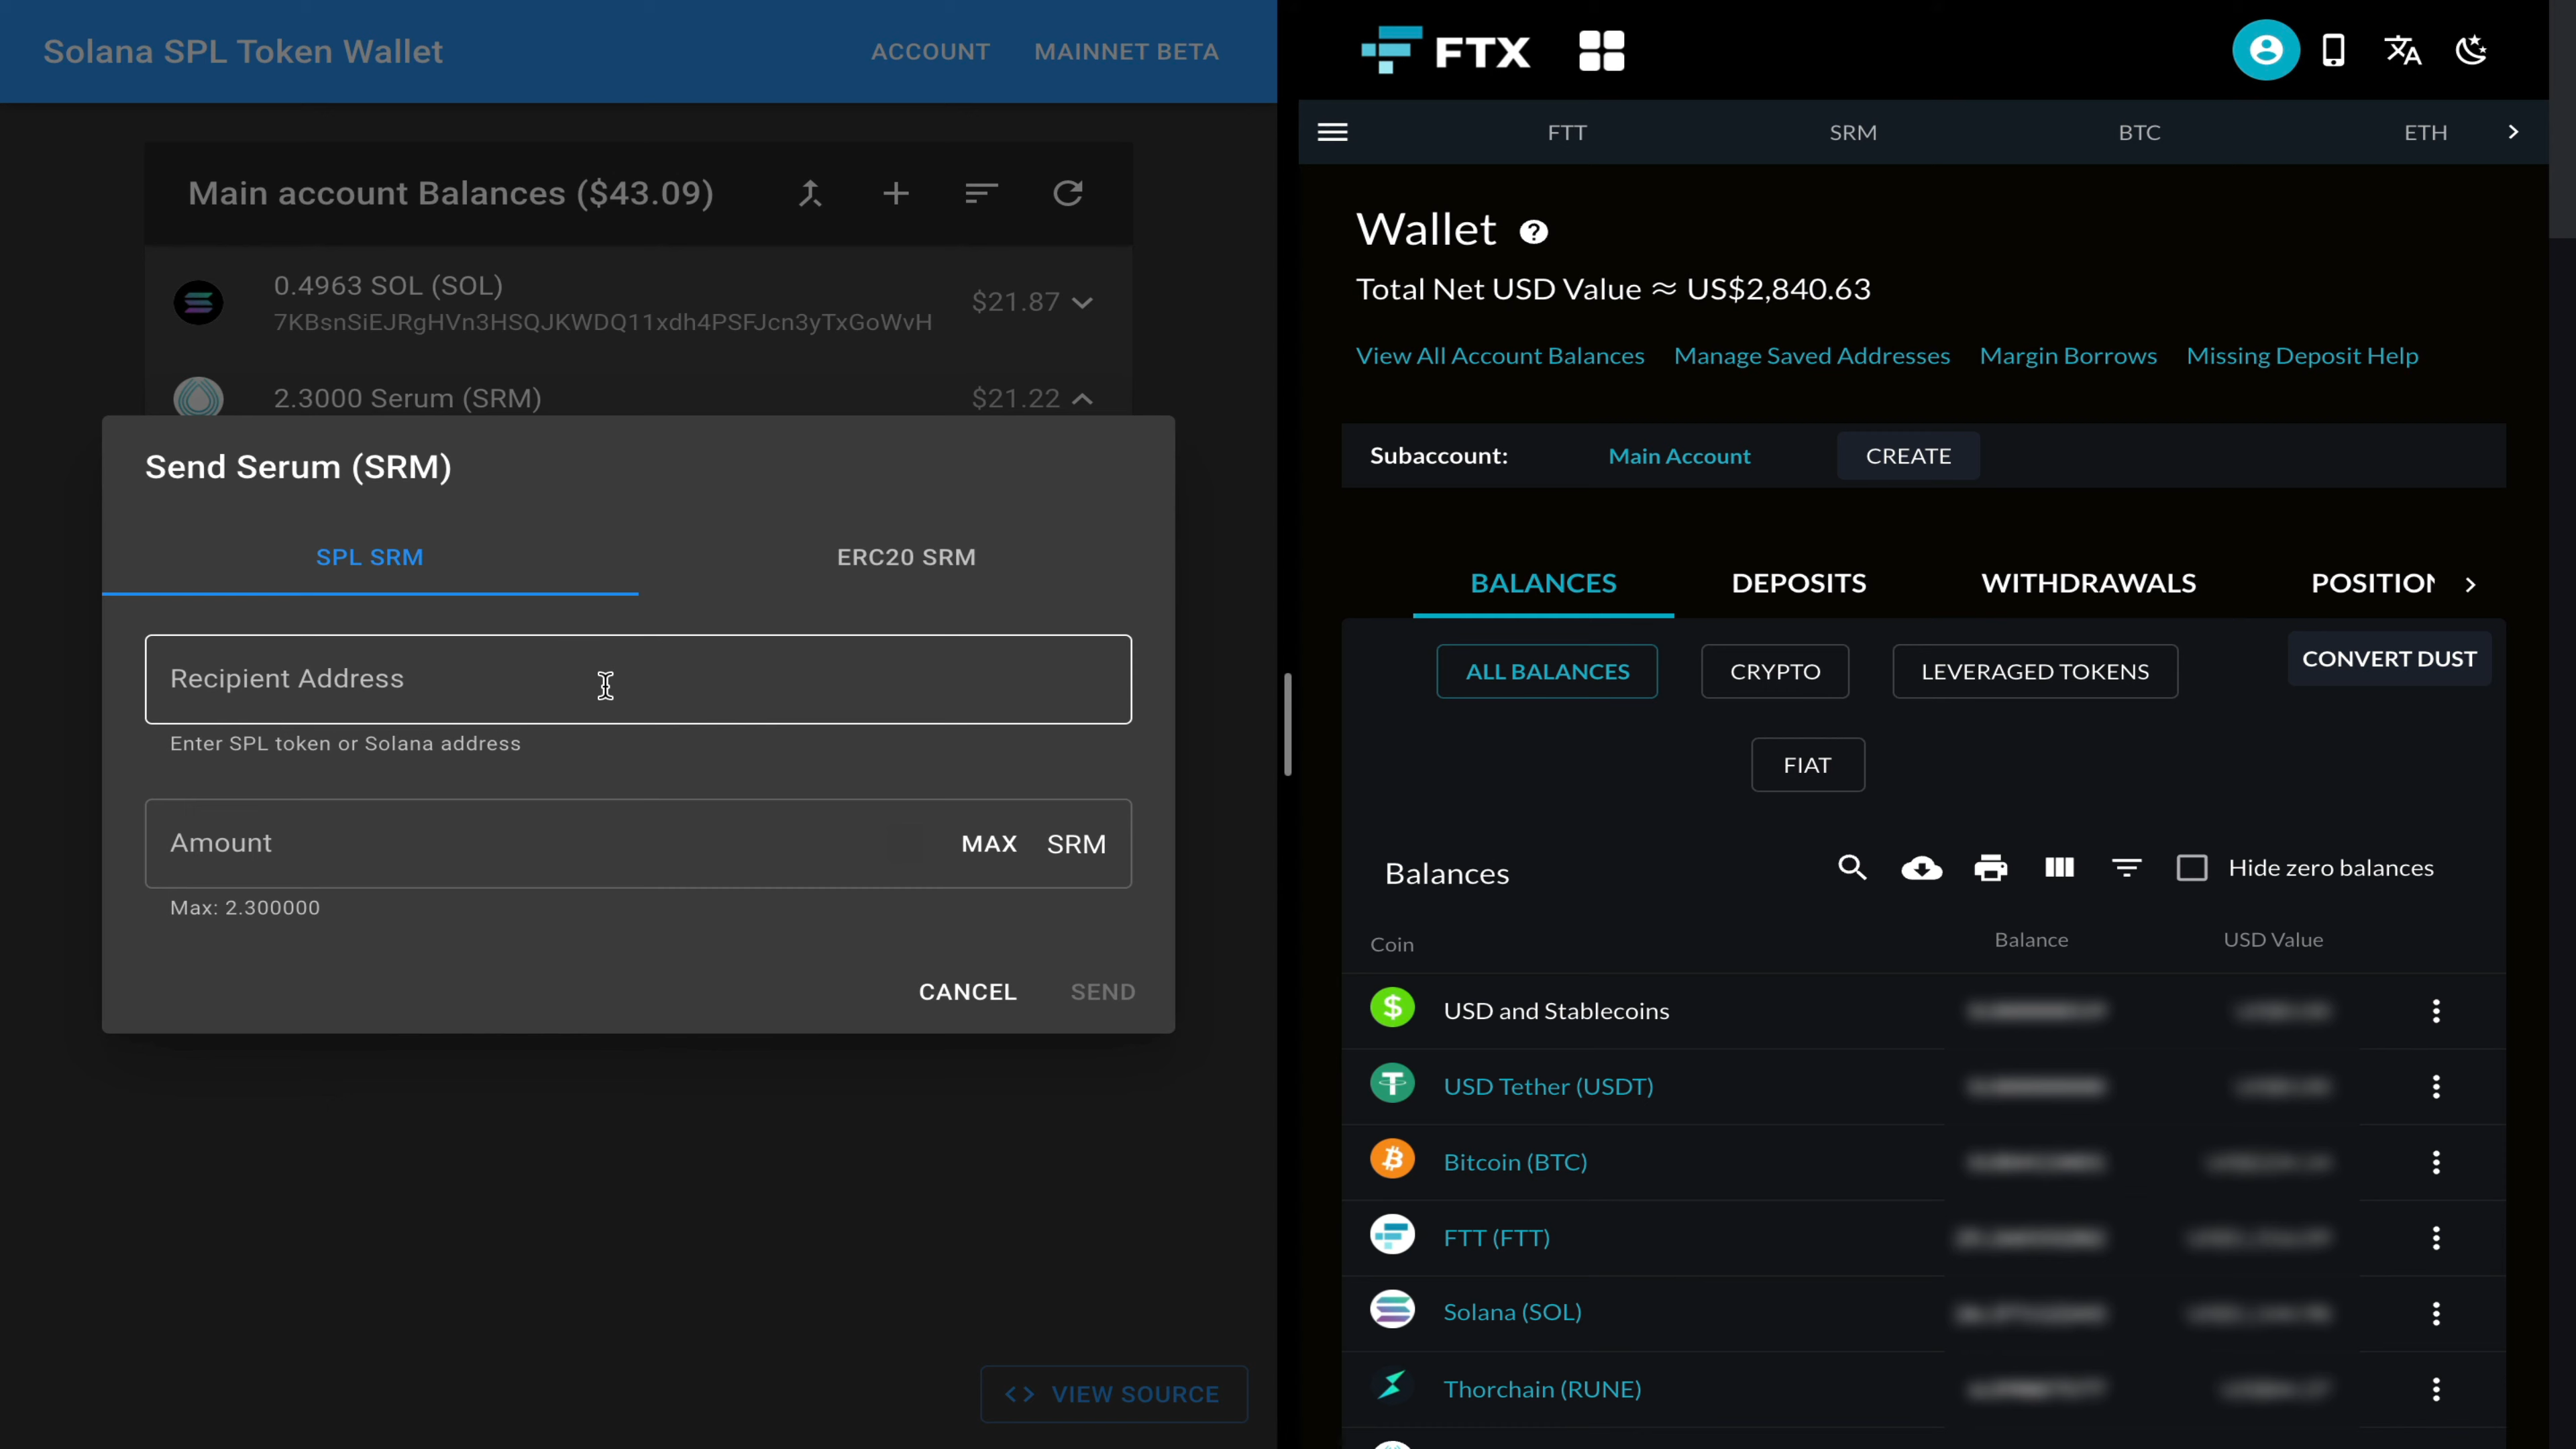 Solana SPL Token Wallet
ACCOUNT
MAINNET BETA
Main account Balances ($43.09)
0.4963 SOL (SOL)
7KBsnSiEJRgHVn3HSQJKWDQ11xdh4PSFJcn3yTxGoWvH
$21.87
2.3000 Serum (SRM)
$21.22
Send Serum (SRM)
SPL SRM
ERC20 SRM
Recipient Address
Enter SPL token or Solana address
Amount
MAX SRM
Max: 2.300000
CANCEL
SEND
VIEW SOURCE
FTX
FTT
SRM
BTC
ETH
Wallet
Total Net USD Value ≈ US$2,840.63
View All Account Balances
Manage Saved Addresses
Margin Borrows
Missing Deposit Help
Subaccount:
Main Account
CREATE
BALANCES
DEPOSITS
WITHDRAWALS
POSITION
ALL BALANCES
CRYPTO
LEVERAGED TOKENS
CONVERT DUST
FIAT
Balances
Hide zero balances
Coin
Balance
USD Value
USD and Stablecoins
USD Tether (USDT)
Bitcoin (BTC)
FTT (FTT)
Solana (SOL)
Thorchain (RUNE)